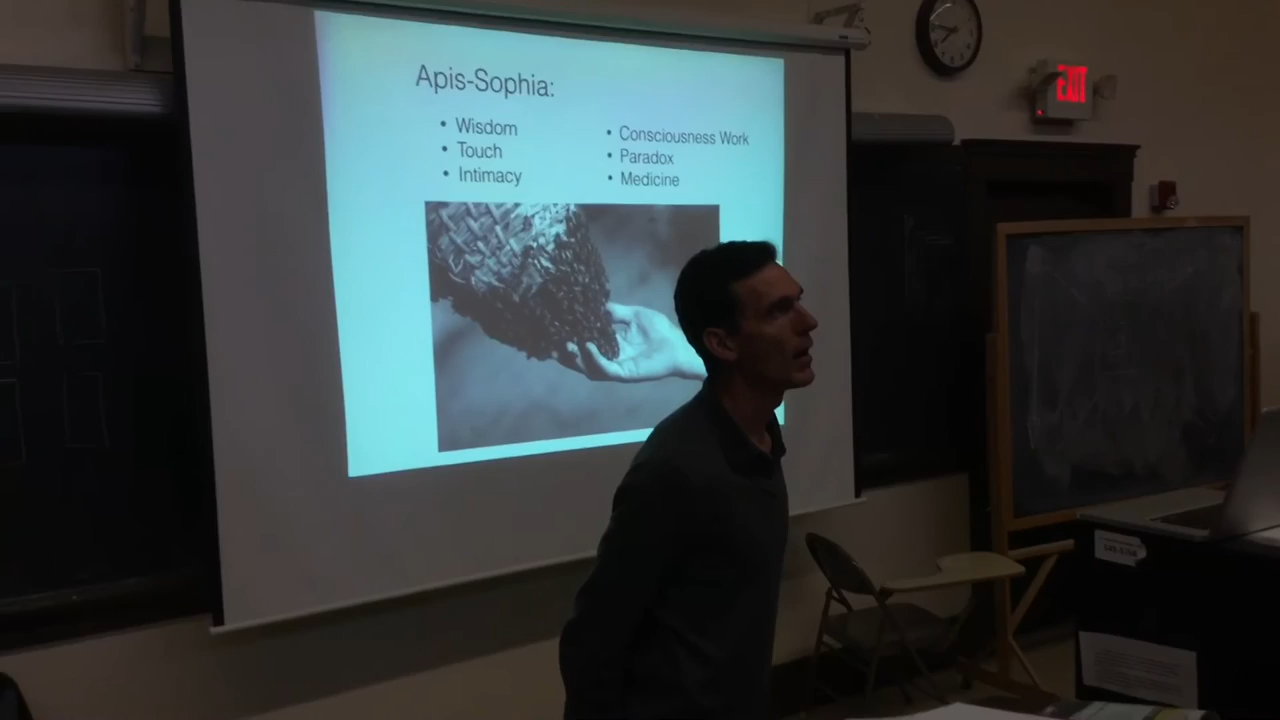 Apis-Sophia:
• Wisdom
• Touch
• Intimacy
• Consciousness Work
• Paradox
• Medicine
EXIT